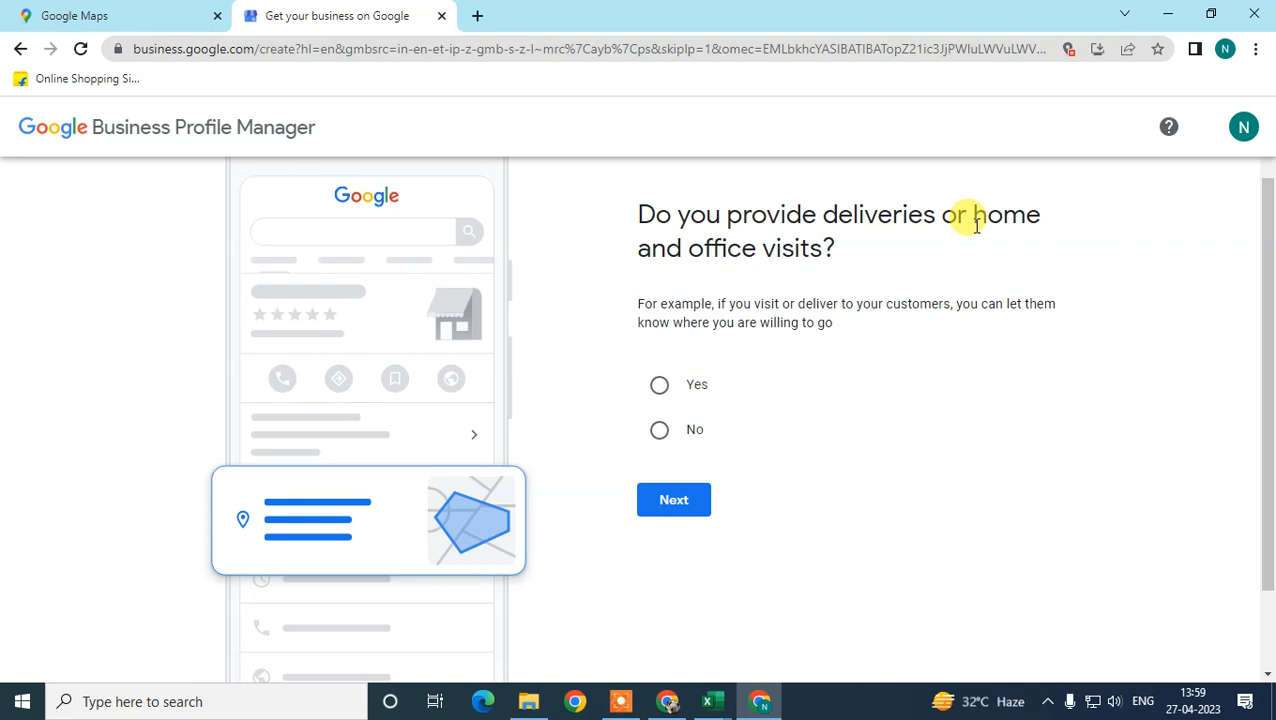 Google Maps
Get your business on Google
business.google.com/create?hl=en&gmbsrc=in-en-et-ip-z-gmb-s-z-l~mrc%7Cayb%7Cps&skiplp=1&omec=EMLbkhcYASIBATIBATopZ21ic3JjPWluLWVuLWV...
N
Online Shopping Si...
Google Business Profile Manager
N
Google
Do you provide deliveries or home
and office visits?
For example, if you visit or deliver to your customers, you can let them
know where you are willing to go
Yes
No
Next
Type here to search
32°C Haze
ENG
13:59
27-04-2023